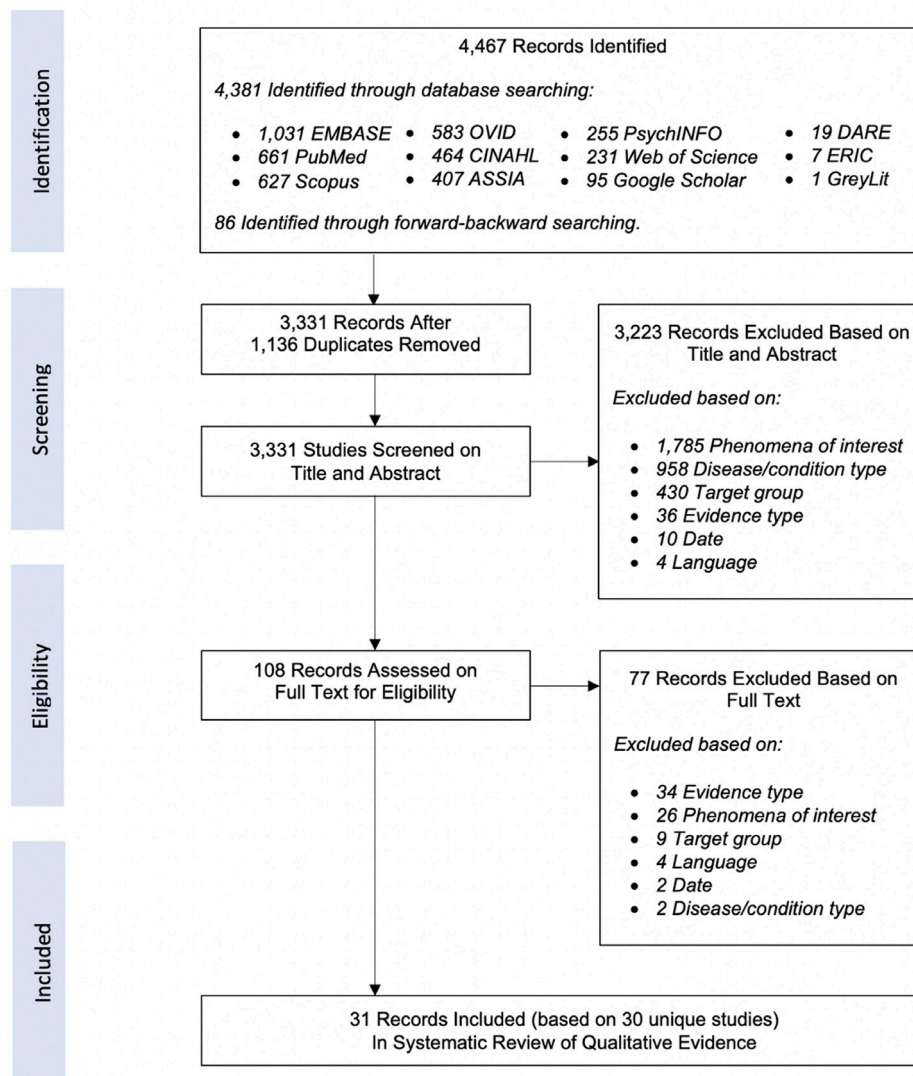 Identification
4,467 Records Identified
4,381 Identified through database searching:
• 1,031 EMBASE
• 661 PubMed
• 627 Scopus
• 583 OVID
• 464 CINAHL
• 407 ASSIA
• 255 PsychINFO
• 231 Web of Science
• 95 Google Scholar
• 19 DARE
• 7 ERIC
• 1 GreyLit
86 Identified through forward-backward searching.
Screening
3,331 Records After
1,136 Duplicates Removed
3,331 Studies Screened on
Title and Abstract
3,223 Records Excluded Based on
Title and Abstract
Excluded based on:
• 1,785 Phenomena of interest
• 958 Disease/condition type
• 430 Target group
• 36 Evidence type
• 10 Date
• 4 Language
Eligibility
108 Records Assessed on
Full Text for Eligibility
77 Records Excluded Based on
Full Text
Excluded based on:
• 34 Evidence type
• 26 Phenomena of interest
• 9 Target group
• 4 Language
• 2 Date
• 2 Disease/condition type
Included
31 Records Included (based on 30 unique studies)
In Systematic Review of Qualitative Evidence